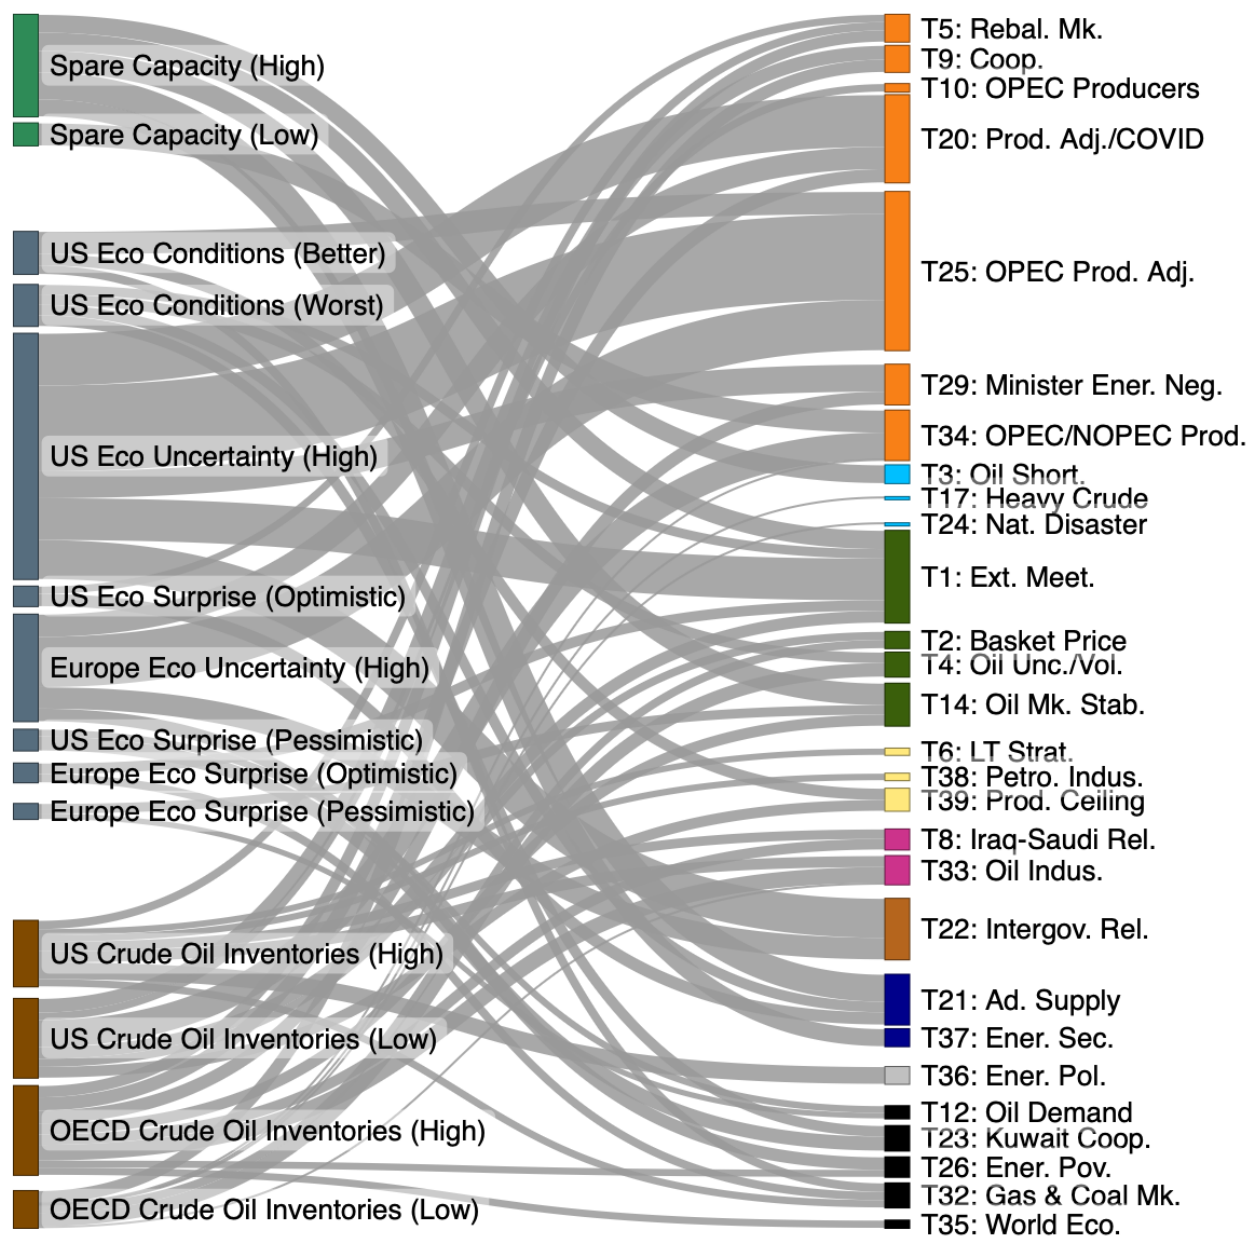 Spare Capacity (High)
Spare Capacity (Low)
US Eco Conditions (Better)
US Eco Conditions (Worst)
US Eco Uncertainty (High)
US Eco Surprise (Optimistic)
Europe Eco Uncertainty (High)
US Eco Surprise (Pessimistic)
Europe Eco Surprise (Optimistic)
Europe Eco Surprise (Pessimistic)
US Crude Oil Inventories (High)
US Crude Oil Inventories (Low)
OECD Crude Oil Inventories (High)
OECD Crude Oil Inventories (Low)
T5: Rebal. Mk.
T9: Coop.
T10: OPEC Producers
T20: Prod. Adj./COVID
T25: OPEC Prod. Adj.
T29: Minister Ener. Neg.
T34: OPEC/NOPEC Prod.
T3: Oil Short.
T17: Heavy Crude
T24: Nat. Disaster
T1: Ext. Meet.
T2: Basket Price
T4: Oil Unc./Vol.
T14: Oil Mk. Stab.
T6: LT Strat.
T38: Petro. Indus.
T39: Prod. Ceiling
T8: Iraq-Saudi Rel.
T33: Oil Indus.
T22: Intergov. Rel.
T21: Ad. Supply
T37: Ener. Sec.
T36: Ener. Pol.
T12: Oil Demand
T23: Kuwait Coop.
T26: Ener. Pov.
T32: Gas & Coal Mk.
T35: World Eco.